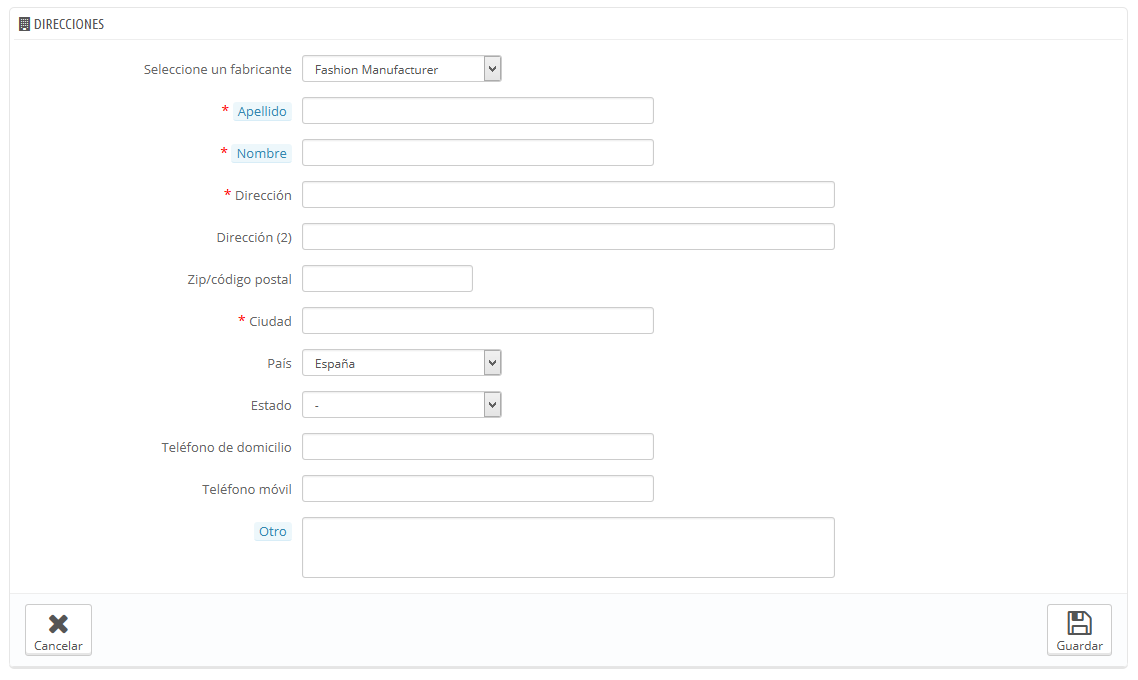 DIRECCIONES
Seleccione un fabricante Fashion Manufacturer
* Apellido
* Nombre
* Dirección
Dirección (2)
Zip/código postal
* Ciudad
País España
Estado -
Teléfono de domicilio
Teléfono móvil
Otro
Cancelar Guardar